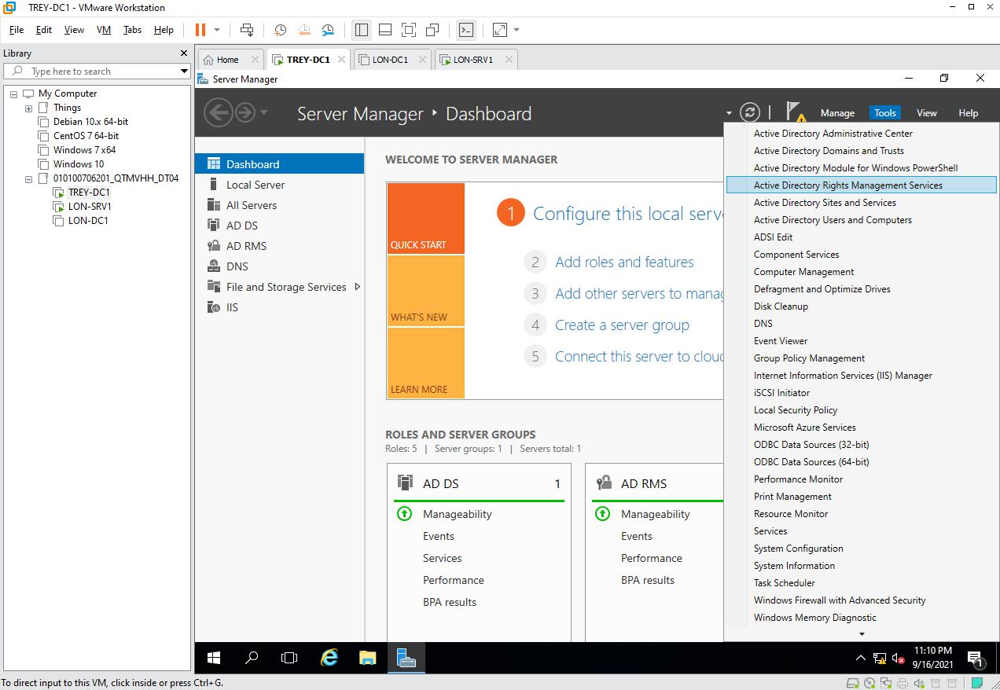 TREY-DC1 - VMware Workstation
File Edit View VM Tabs Help
Library
Type here to search
My Computer
Things
Debian 10.x 64-bit
CentOS 7 64-bit
Windows 7 x64
Windows 10
010100706201_QTMVHH_DT04
TREY-DC1
LON-SRV1
LON-DC1
Home TREY-DC1 LON-DC1 LON-SRV1
Server Manager
Server Manager Dashboard
Manage Tools View Help
Dashboard
Local Server
All Servers
AD DS
AD RMS
DNS
File and Storage Services
IIS
WELCOME TO SERVER MANAGER
QUICK START
WHAT'S NEW
LEARN MORE
1 Configure this local serve
2 Add roles and features
3 Add other servers to manag
4 Create a server group
5 Connect this server to cloud
ROLES AND SERVER GROUPS
Roles: 5 | Server groups: 1 | Servers total: 1
AD DS 1
Manageability
Events
Services
Performance
BPA results
AD RMS
Manageability
Events
Performance
BPA results
Active Directory Administrative Center
Active Directory Domains and Trusts
Active Directory Module for Windows PowerShell
Active Directory Rights Management Services
Active Directory Sites and Services
Active Directory Users and Computers
ADSI Edit
Component Services
Computer Management
Defragment and Optimize Drives
Disk Cleanup
DNS
Event Viewer
Group Policy Management
Internet Information Services (IIS) Manager
iSCSI Initiator
Local Security Policy
Microsoft Azure Services
ODBC Data Sources (32-bit)
ODBC Data Sources (64-bit)
Performance Monitor
Print Management
Resource Monitor
Services
System Configuration
System Information
Task Scheduler
Windows Firewall with Advanced Security
Windows Memory Diagnostic
11:10 PM
9/16/2021
1
To direct input to this VM, click inside or press Ctrl+G.